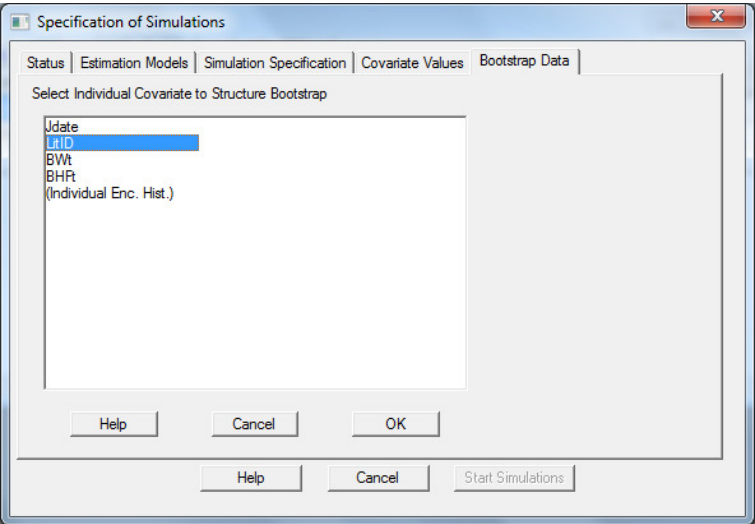 Specification of Simulations
Status Estimation Models Simulation Specification Covariate Values Bootstrap Data
Select Individual Covariate to Structure Bootstrap
Jdate
LitID
BWt
BHFt
(Individual Enc. Hist.)
Help Cancel OK
Help Cancel Start Simulations